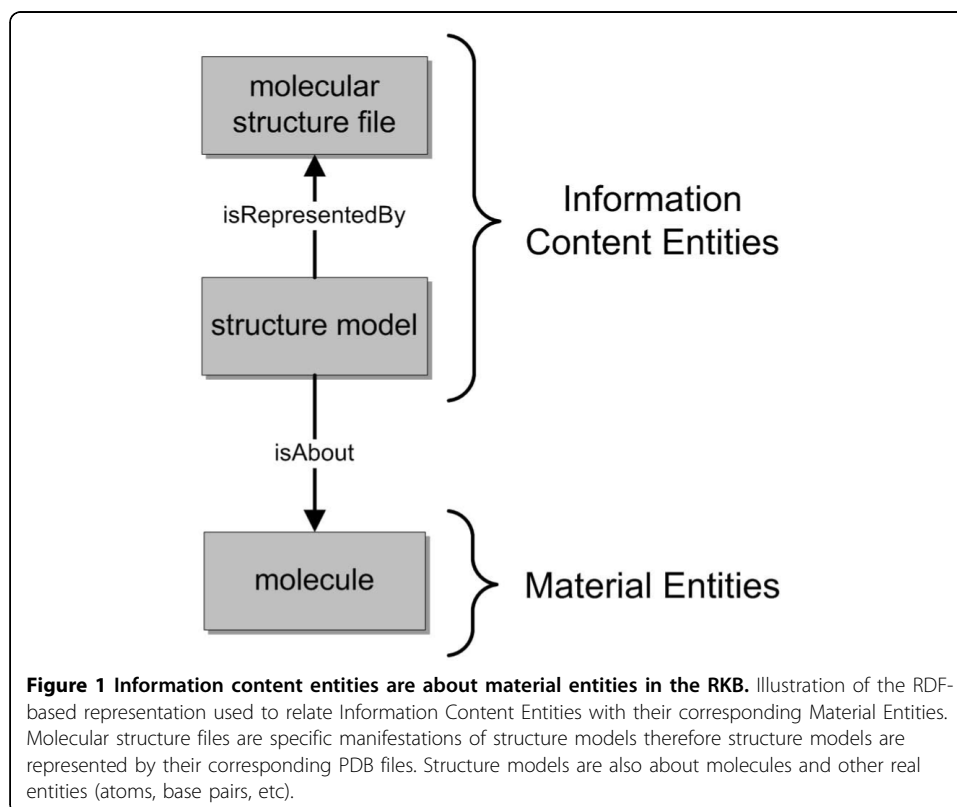 molecular
structure file
isRepresentedBy
Information
Content Entities
structure model
isAbout
molecule
Material Entities
Figure 1 Information content entities are about material entities in the RKB. Illustration of the RDF-
based representation used to relate Information Content Entities with their corresponding Material Entities.
Molecular structure files are specific manifestations of structure models therefore structure models are
represented by their corresponding PDB files. Structure models are also about molecules and other real
entities (atoms, base pairs, etc).